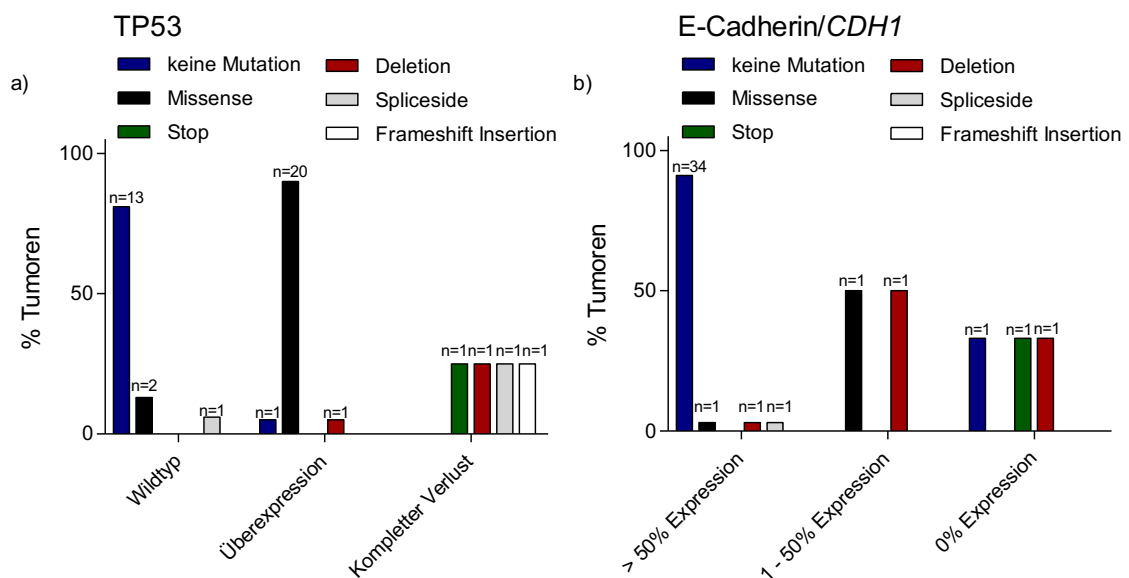 TP53
keine Mutation
Deletion
a)
Missense
Spliceside
Stop
Frameshift Insertion
100
50
0
% Tumoren
n=13
n=2
n=1
n=1
n=20
n=1
n=1
n=1
n=1
n=1
Wildtyp
Überexpression
Kompletter Verlust
E-Cadherin/CDH1
keine Mutation
Deletion
b)
Missense
Spliceside
Stop
Frameshift Insertion
100
50
0
% Tumoren
n=34
n=1
n=1
n=1
n=1
n=1
n=1
n=1
n=1
> 50% Expression
1 - 50% Expression
0% Expression